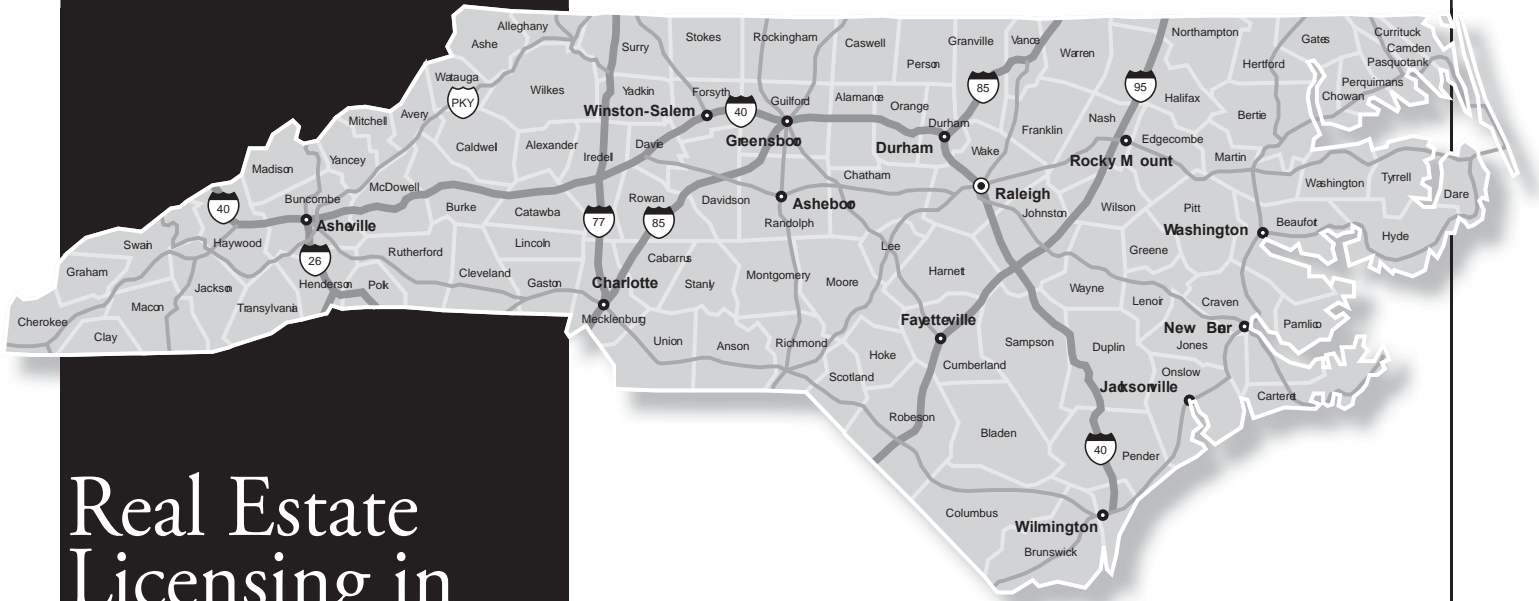 Alleghany
Ashe
Surry
Stokes
Rockingham
Caswell
Person
Granville
Vance
Warren
Northampton
Gates
Currituck
Camden
Pasquotank
Perquimans
Chowan
Hertford
Bertie
Halifax
95
85
Watauga
PKY
Wilkes
Yadkin
Forsyth
40
Guilford
Alamance
Orange
Durham
Franklin
Nash
Edgecombe
Martin
Winston-Salem
Greensboro
Durham
Rocky Mount
Mitchell
Avery
Caldwell
Alexander
Iredell
Davie
Wake
Madison
Yancey
McDowell
Buncombe
Burke
Catawba
Rowan
Davidson
Chatham
Asheboro
Randolph
Raleigh
Johnston
Wilson
Pitt
Washington
Washington
Tyrrell
Dare
Beaufort
Hyde
40
Asheville
77
85
Swain
Haywood
26
Rutherford
Lincoln
Cabarrus
Lee
Harnett
Greene
Graham
Jackson
Henderson
Polk
Cleveland
Gaston
Charlotte
Stanly
Montgomery
Moore
Wayne
Lenoir
Craven
Cherokee
Macon
Transylvania
Clay
Mecklenburg
Union
Anson
Richmond
Hoke
Scotland
Fayetteville
Cumberland
Sampson
Duplin
New Bern
Jones
Pamlico
Onslow
Jacksonville
Carteret
Robeson
Bladen
40
Pender
Columbus
Wilmington
Brunswick
Real Estate
Licensing in